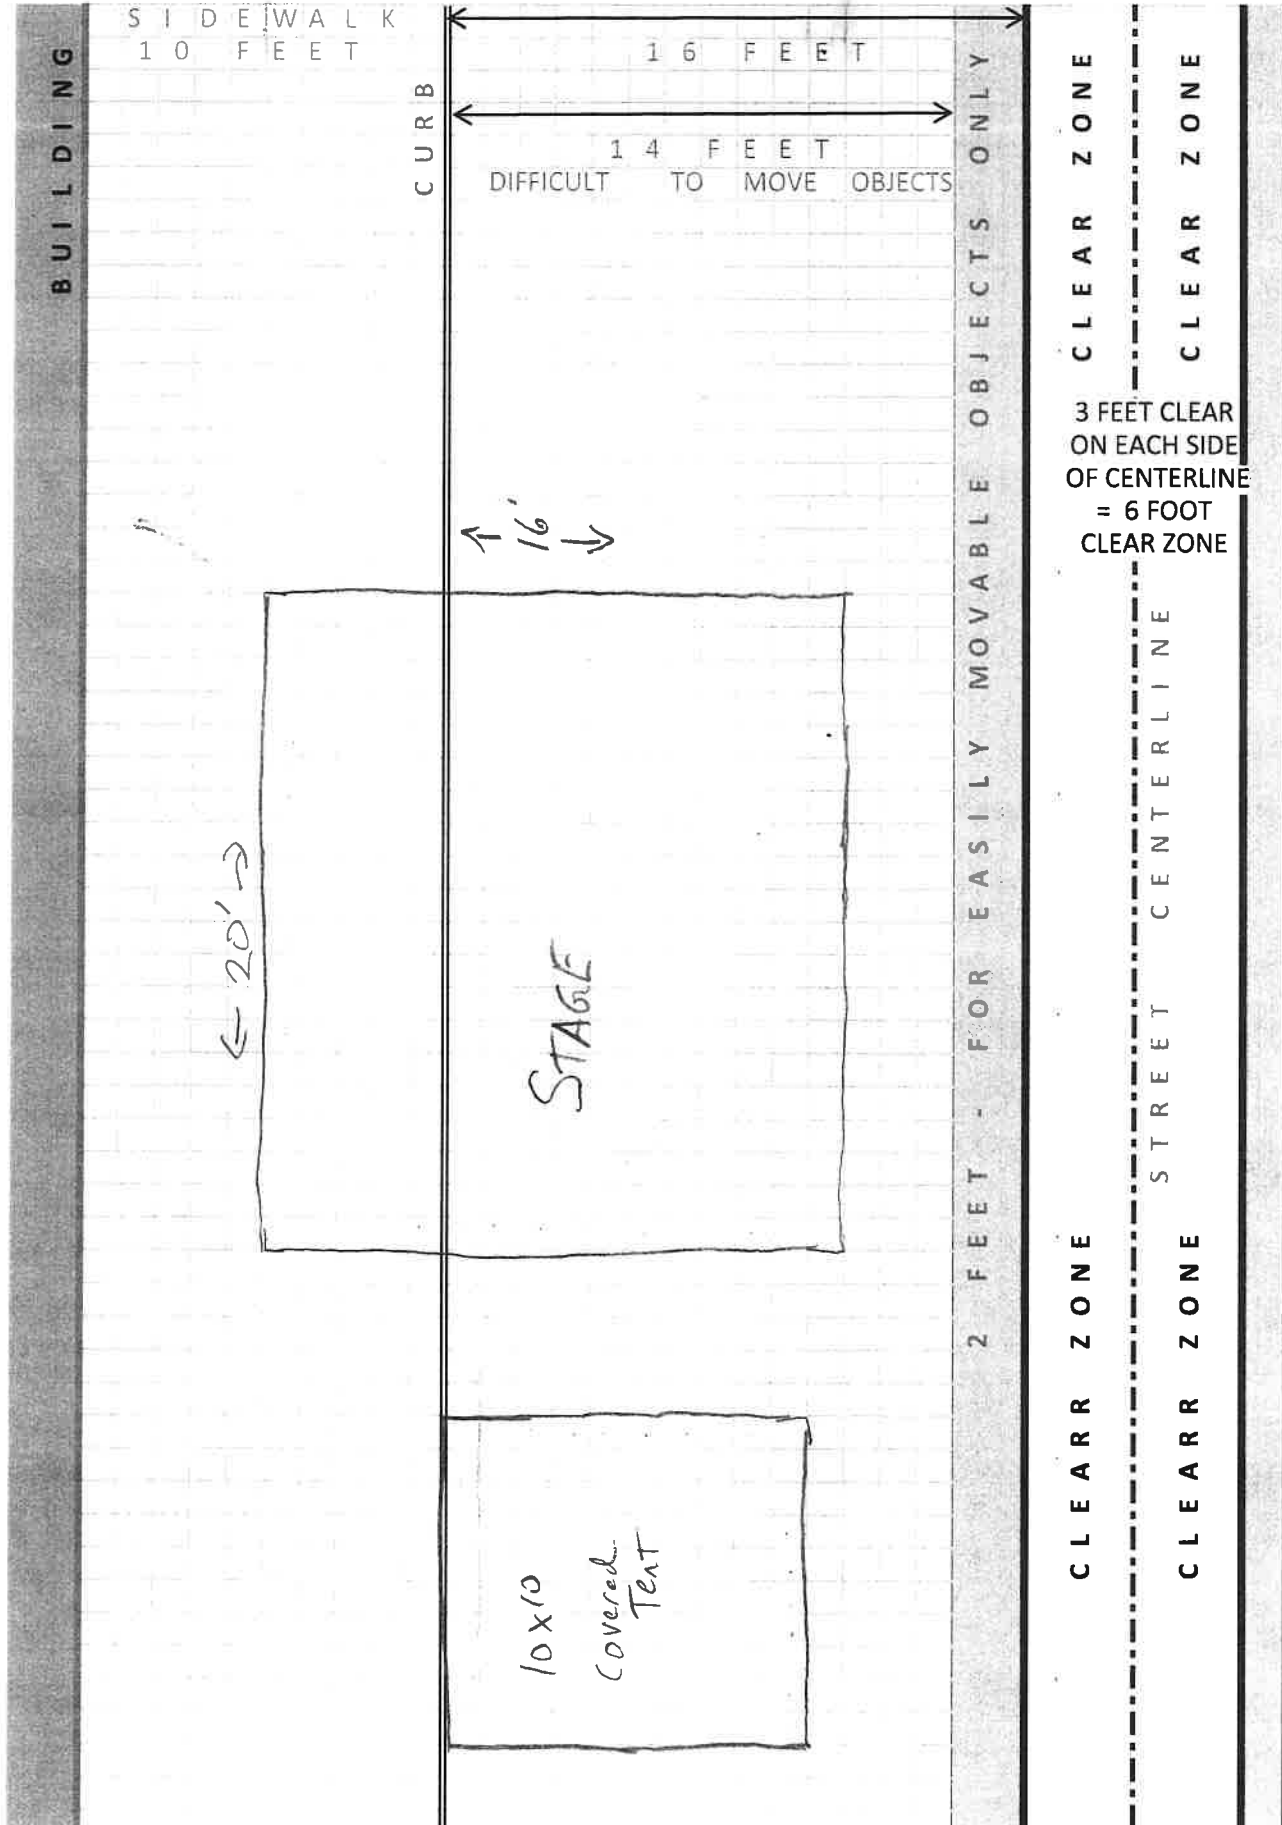 BUILDING
SIDEWALK
10 FEET
CURB
16 FEET
14 FEET
DIFFICULT TO MOVE OBJECTS
2 FEET - FOR EASILY MOVABLE OBJECTS ONLY
CLEAR ZONE
CLEAR ZONE
3 FEET CLEAR
ON EACH SIDE
OF CENTERLINE
= 6 FOOT
CLEAR ZONE
STREET CENTERLINE
CLEARR ZONE
CLEARR ZONE
16'
20'
STAGE
10x10
Covered
Tent